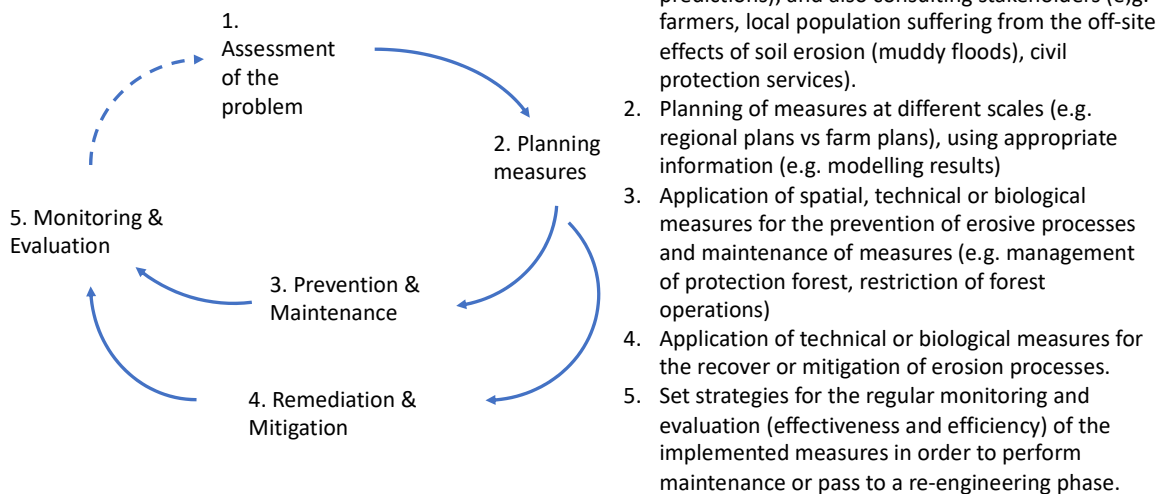 1.
Assessment
of the
problem
2. Planning
measures
5. Monitoring &
Evaluation
3. Prevention &
Maintenance
4. Remediation &
Mitigation
predictions), and also consulting stakeholders (e,g.
farmers, local population suffering from the off-site
effects of soil erosion (muddy floods), civil
protection services).
2. Planning of measures at different scales (e.g.
regional plans vs farm plans), using appropriate
information (e.g. modelling results)
3. Application of spatial, technical or biological
measures for the prevention of erosive processes
and maintenance of measures (e.g. management
of protection forest, restriction of forest
operations)
4. Application of technical or biological measures for
the recover or mitigation of erosion processes.
5. Set strategies for the regular monitoring and
evaluation (effectiveness and efficiency) of the
implemented measures in order to perform
maintenance or pass to a re-engineering phase.